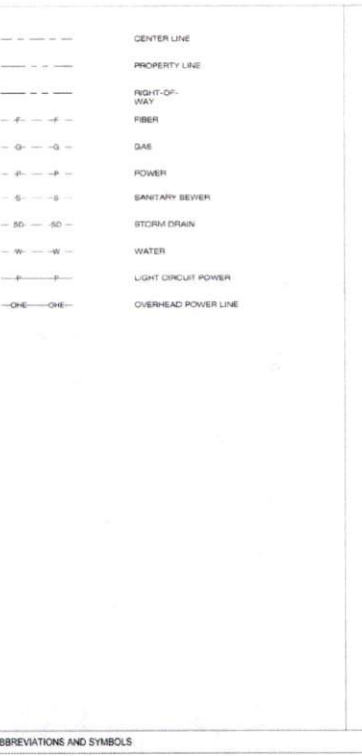 CENTER LINE
PROPERTY LINE
RIGHT-OF-
WAY
-F- -F- FIBER
-G- -G- GAS
-P- -P- POWER
-S- -S- SANITARY SEWER
-SD- -SD- STORM DRAIN
-W- -W- WATER
-P- -P- LIGHT CIRCUIT POWER
-OHE- -OHE- OVERHEAD POWER LINE
BBREVIATIONS AND SYMBOLS